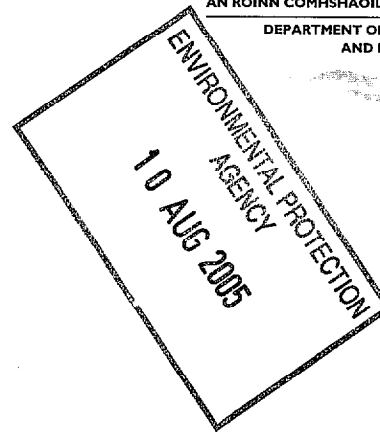 AN ROINN COMHSHAOIL
DEPARTMENT OF
AND
ENVIRONMENTAL PROTECTION
AGENCY
10 AUG 2005